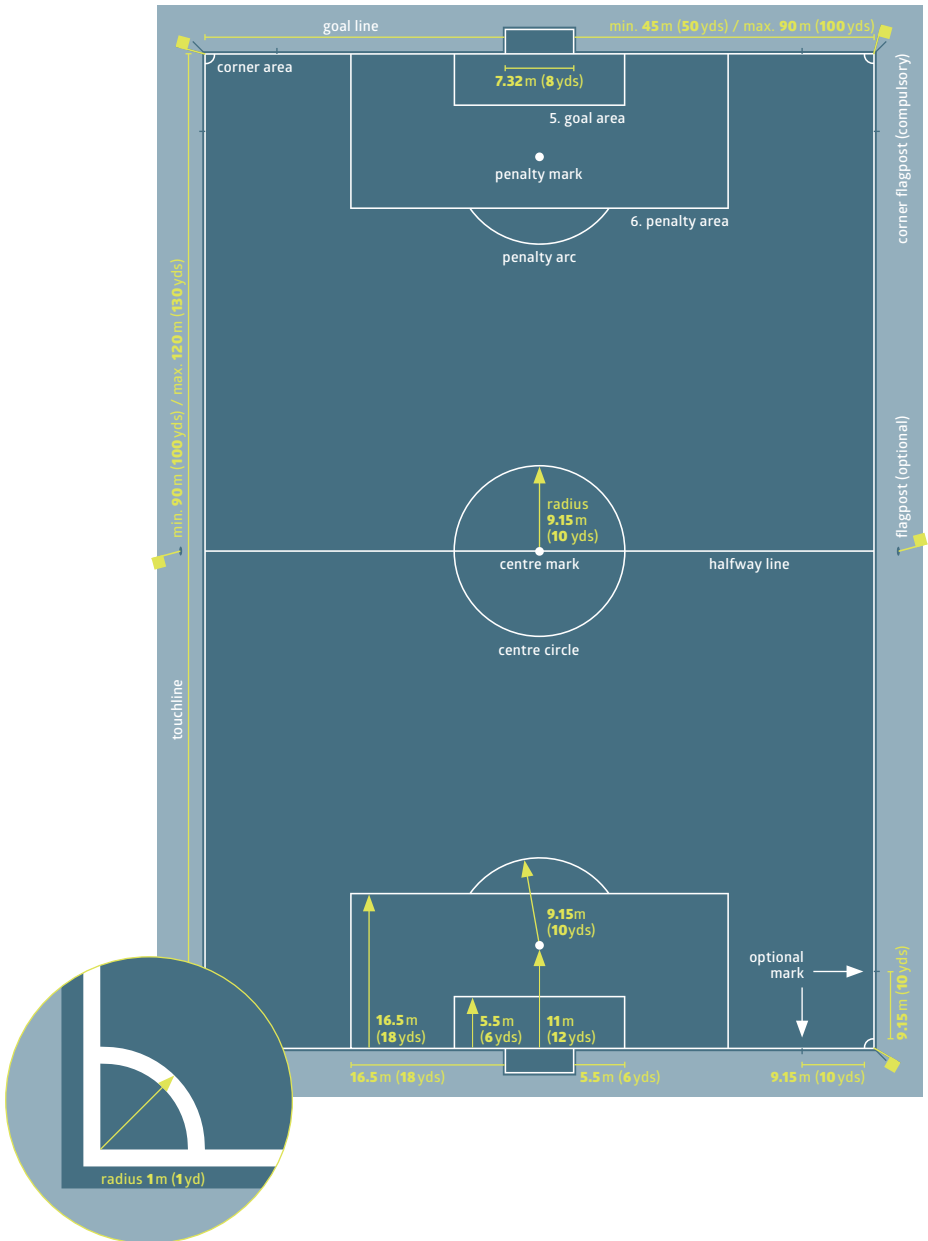 goal line
min. 45 m (50 yds) / max. 90 m (100 yds)
corner area
7.32 m (8 yds)
5. goal area
penalty mark
6. penalty area
penalty arc
corner flagpost (compulsory)
min. 90 m (100 yds) / max. 120 m (130 yds)
flagpost (optional)
radius
9.15 m
(10 yds)
centre mark
halfway line
centre circle
touchline
9.15 m
(10 yds)
optional
mark
9.15 m (10 yds)
16.5 m
(18 yds)
5.5 m
(6 yds)
11 m
(12 yds)
16.5 m (18 yds)
5.5 m (6 yds)
9.15 m (10 yds)
radius 1 m (1 yd)